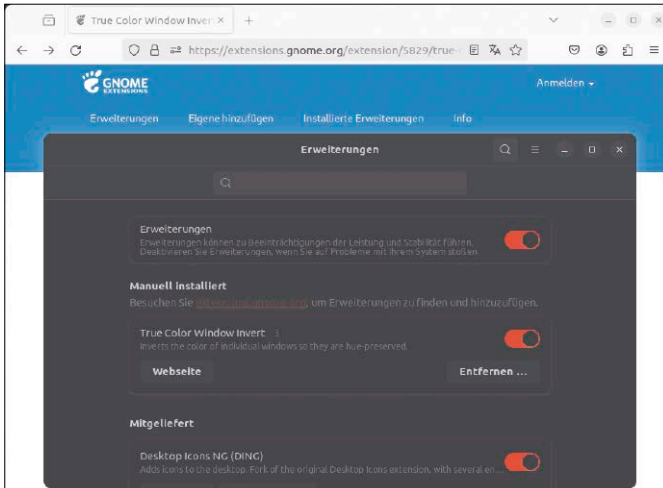 True Color Window Inver
https://extensions.gnome.org/extension/5829/true-
GNOME
EXTENSIONS
Anmelden
Erweiterungen Eigene hinzufügen Installierte Erweiterungen Info
Erweiterungen
Erweiterungen
Erweiterungen können zu Beeinträchtigungen der Leistung und Stabilität führen.
Deaktivieren Sie Erweiterungen, wenn Sie auf Probleme mit Ihrem System stoßen.
Manuell installiert
Besuchen Sie extensions.gnome.org, um Erweiterungen zu finden und hinzuzufügen.
True Color Window Invert
Inverts the color of individual windows so they are hue-preserved.
Webseite Entfernen ...
Mitgeliefert
Desktop Icons NG (DING)
Adds icons to the desktop. Fork of the original Desktop Icons extension, with several en...